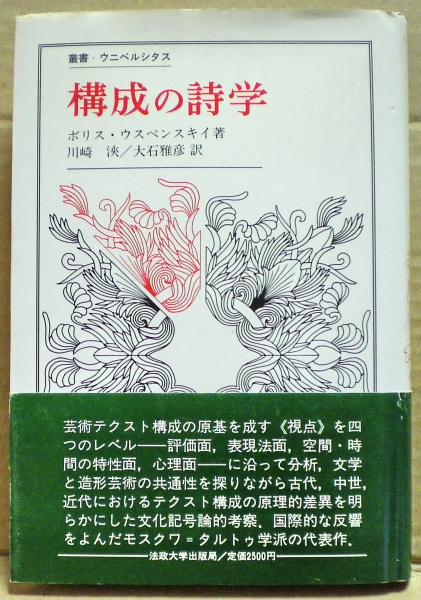 叢書・ウニベルシタス
構成の詩学
ボリス・ウスペンスキイ著
川崎 浹／大石雅彦 訳
芸術テクスト構成の原基を成す《視点》を四
つのレベル──評価面，表現法面，空間・時
間の特性面，心理面──に沿って分析，文学
と造形芸術の共通性を探りながら古代，中世，
近代におけるテクスト構成の原理的差異を明
らかにした文化記号論的考察．国際的な反響
をよんだモスクワ＝タルトゥ学派の代表作．
──法政大学出版局／定価2500円──